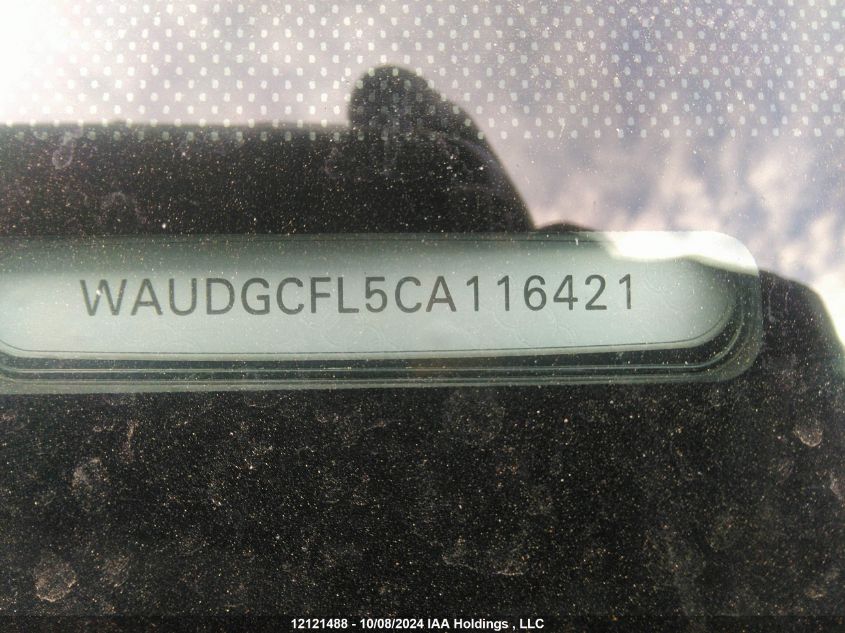 WAUDGCFL5CA116421
12121488 - 10/08/2024 IAA Holdings , LLC